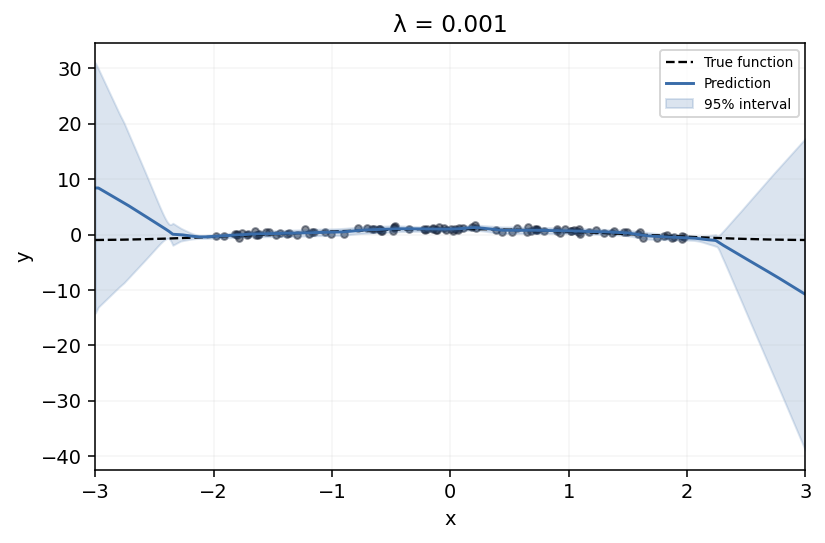 λ = 0.001
True function
Prediction
95% interval
30
20
10
0
−10
−20
−30
−40
y
−3
−2
−1
0
1
2
3
x